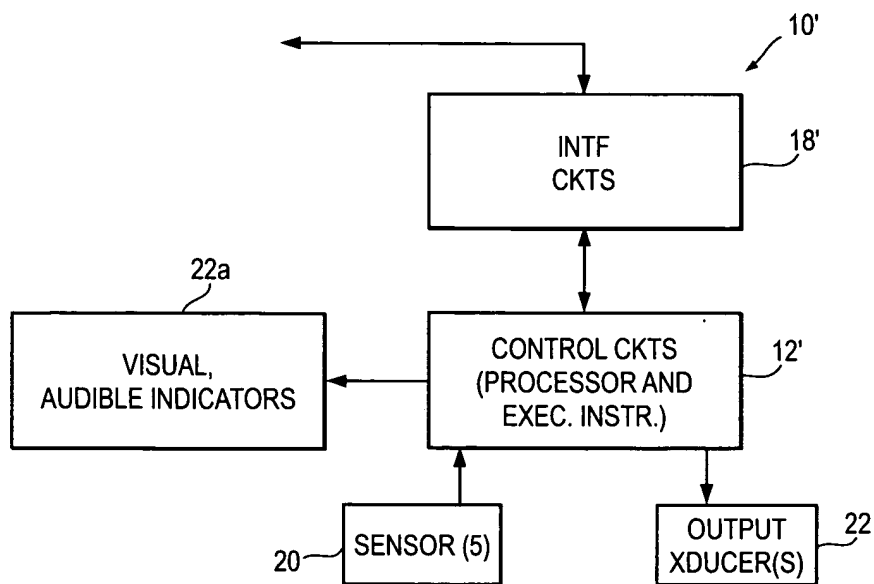 10'
INTF
CKTS
18'
22a
VISUAL,
AUDIBLE INDICATORS
CONTROL CKTS
(PROCESSOR AND
EXEC. INSTR.)
12'
20
SENSOR (5)
OUTPUT
XDUCER(S)
22